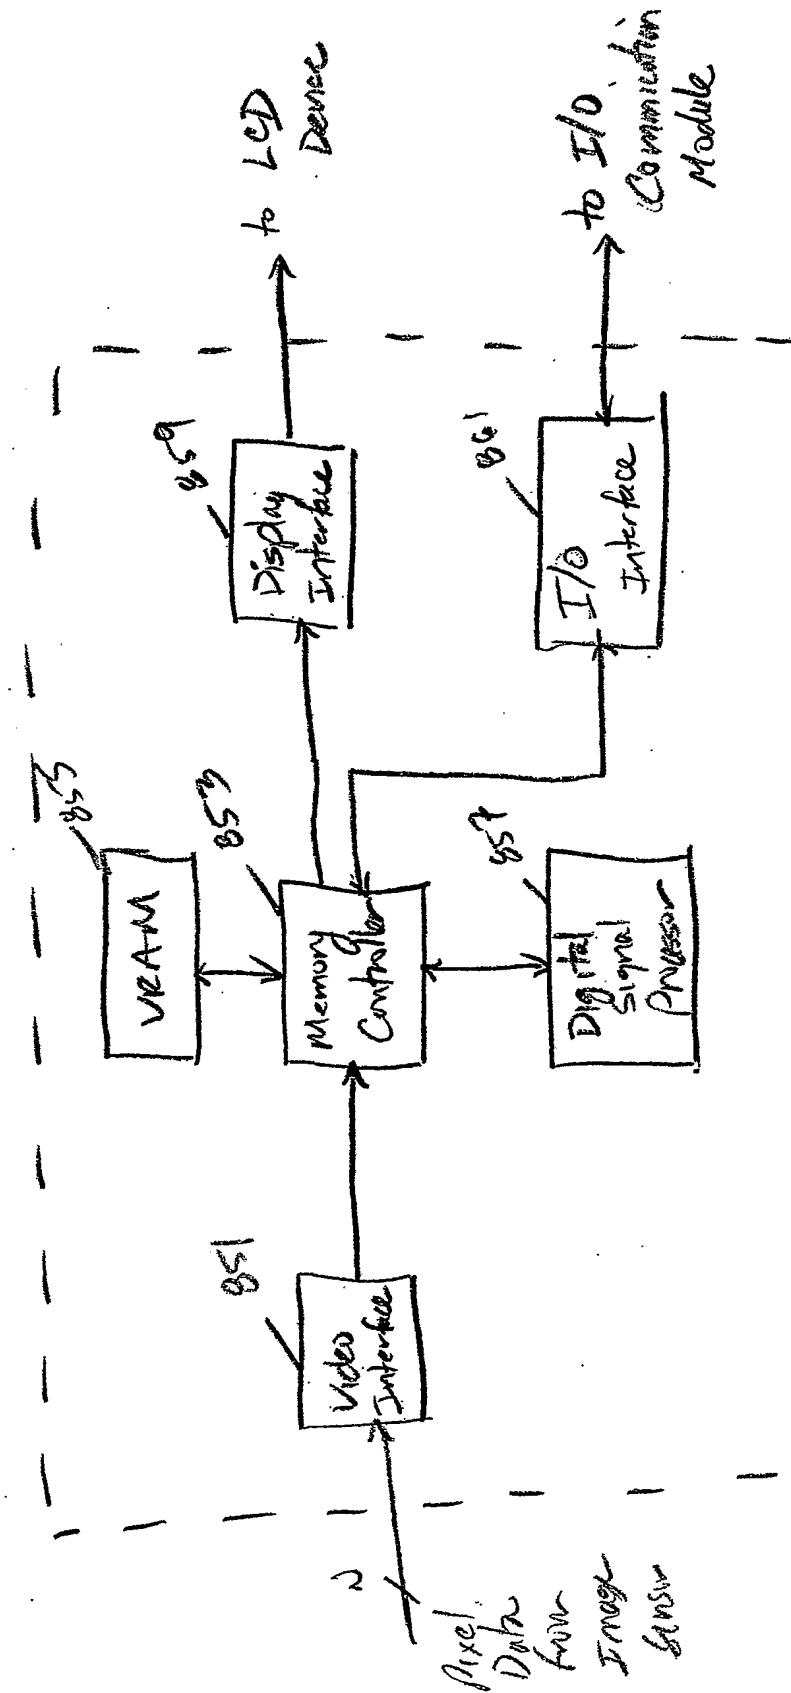 855
VRAM
859
Display
Interface
to LCD
Device
853
Memory
Controller
851
Video
Interface
N
Pixel
Data
from
Image
Sensor
857
Digital
Signal
Processor
861
I/O
Interface
to I/O
Communication
Module